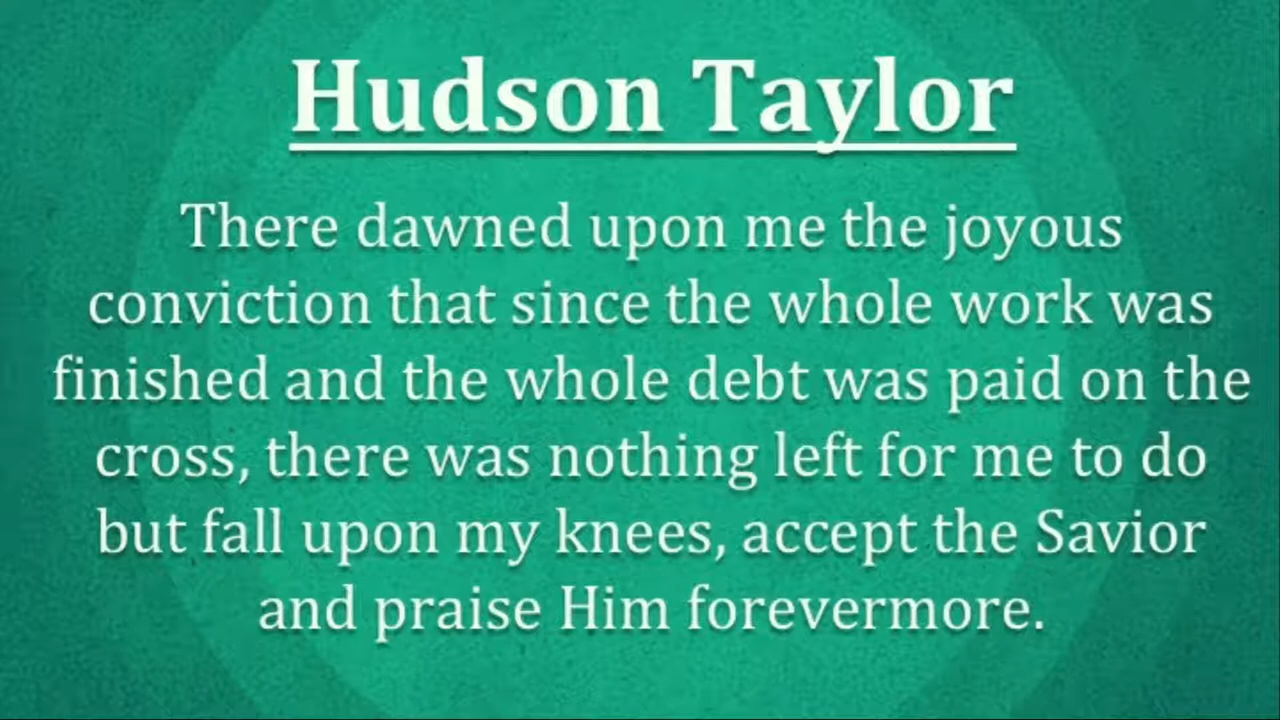 Hudson Taylor
There dawned upon me the joyous
conviction that since the whole work was
finished and the whole debt was paid on the
cross, there was nothing left for me to do
but fall upon my knees, accept the Savior
and praise Him forevermore.